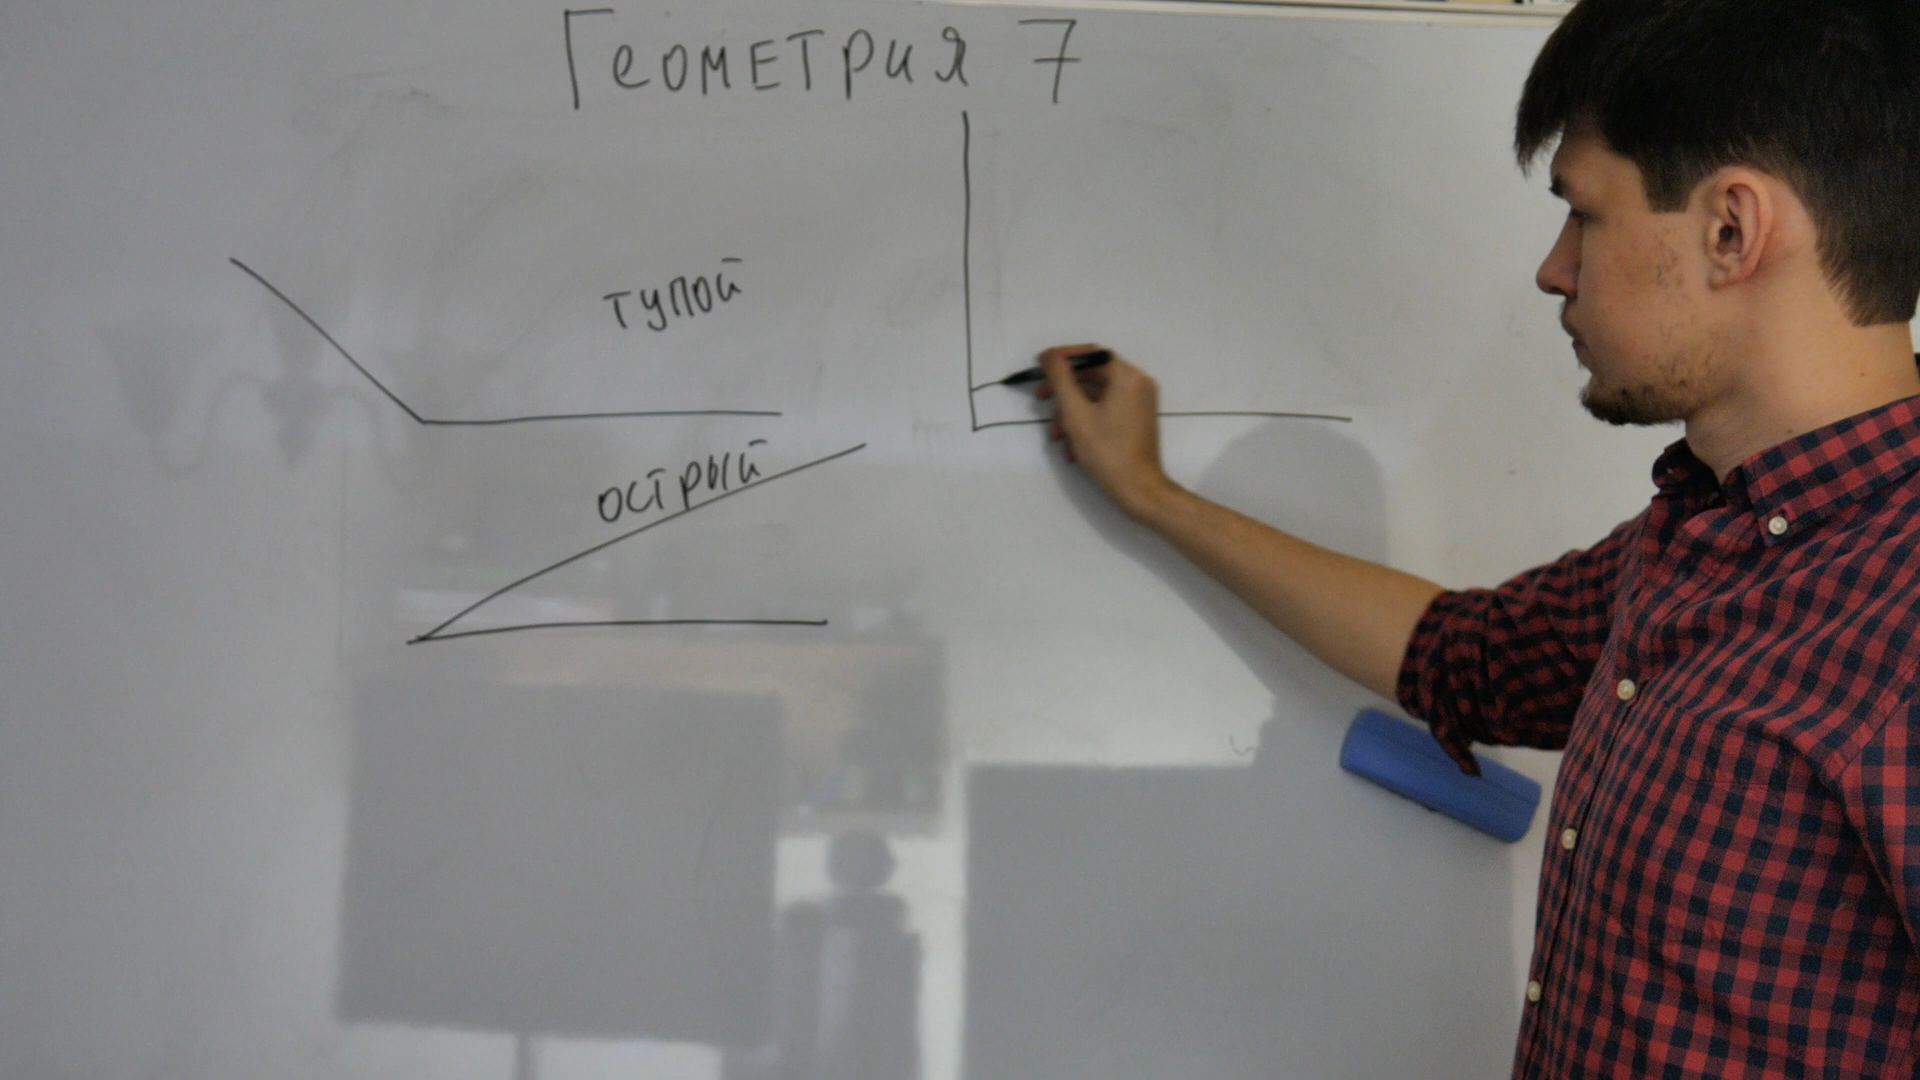 Геометрия 7
тупой
острый